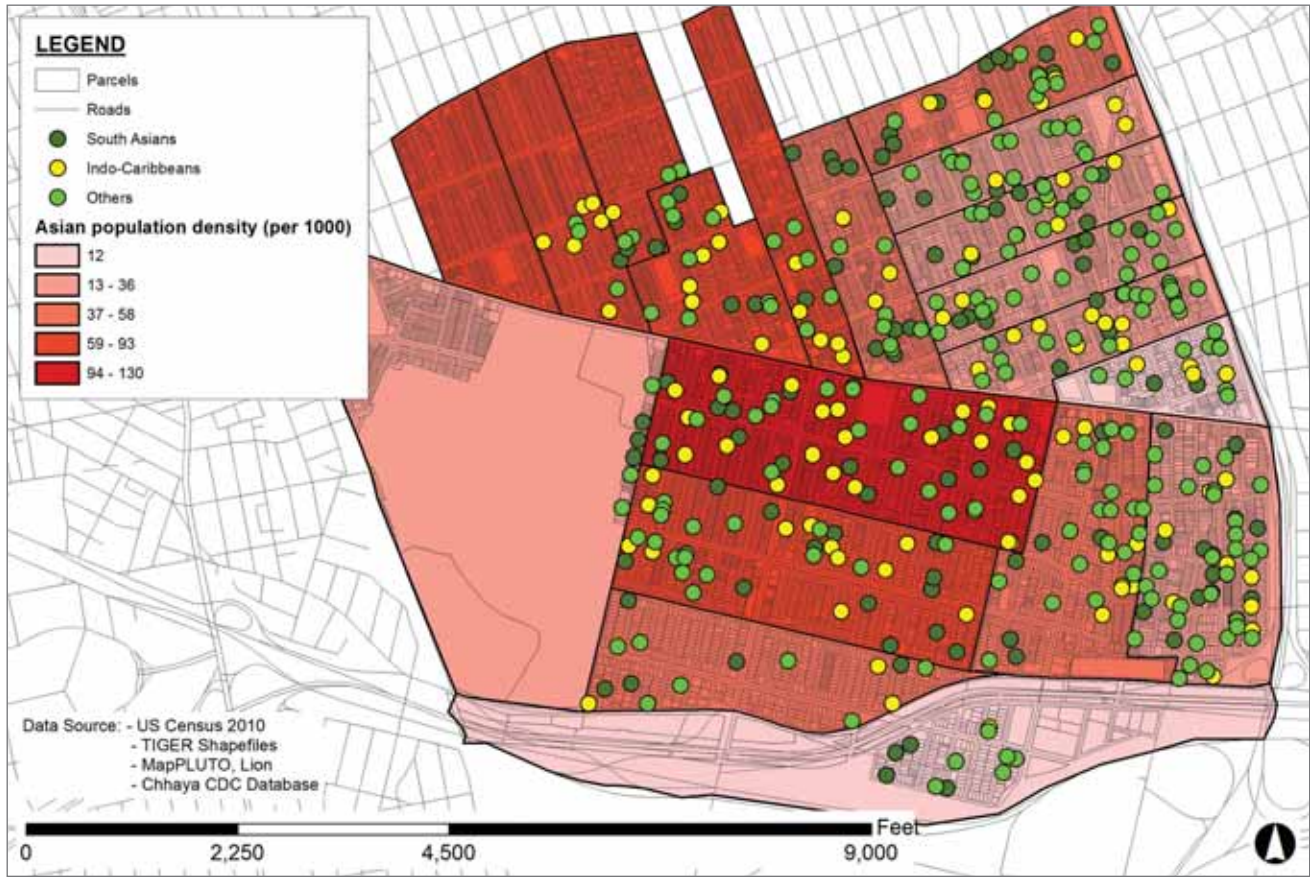 LEGEND
Parcels
Roads
South Asians
Indo-Caribbeans
Others
Asian population density (per 1000)
12
13 - 36
37 - 58
59 - 93
94 - 130
Data Source: - US Census 2010
- TIGER Shapefiles
- MapPLUTO, Lion
- Chhaya CDC Database
Feet
0 2,250 4,500 9,000